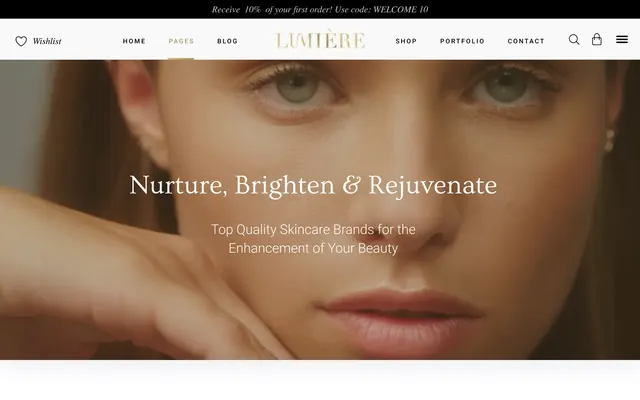 Receive 10% of your first order! Use code: WELCOME 10
Wishlist
HOME
PAGES
BLOG
LUMIÈRE
SHOP
PORTFOLIO
CONTACT
Nurture, Brighten & Rejuvenate
Top Quality Skincare Brands for the
Enhancement of Your Beauty